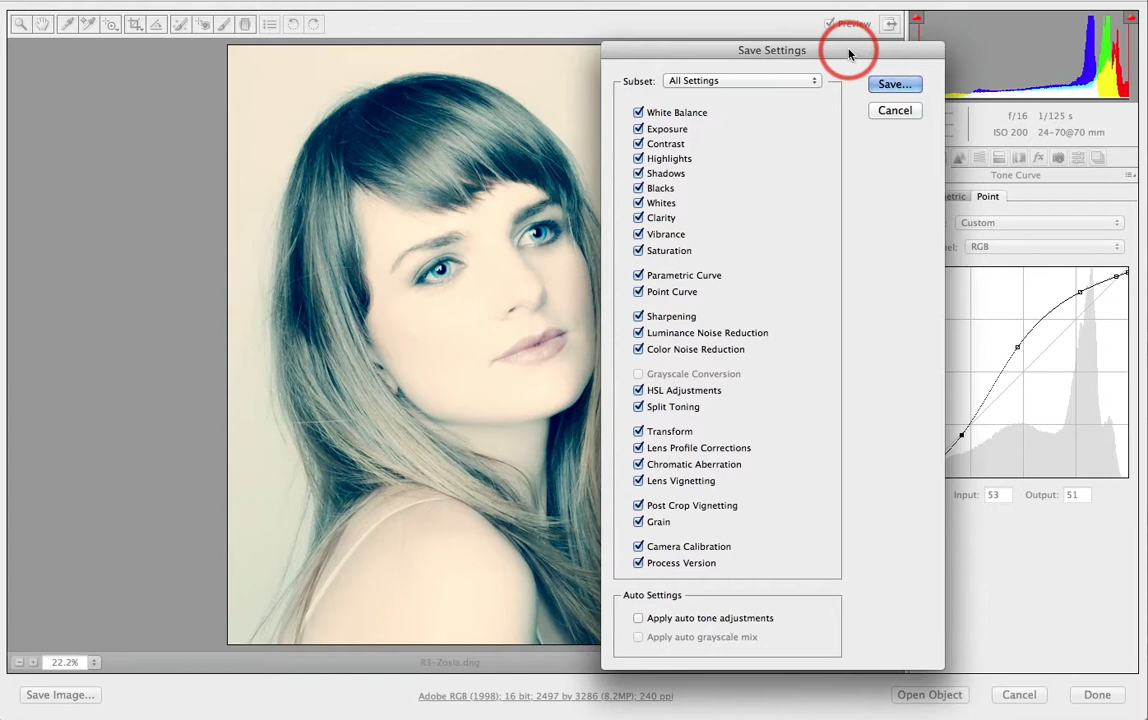 Preview
Save Settings
Subset: All Settings
Save...
Cancel
White Balance
Exposure
Contrast
Highlights
Shadows
Blacks
Whites
Clarity
Vibrance
Saturation
Parametric Curve
Point Curve
Sharpening
Luminance Noise Reduction
Color Noise Reduction
Grayscale Conversion
HSL Adjustments
Split Toning
Transform
Lens Profile Corrections
Chromatic Aberration
Lens Vignetting
Post Crop Vignetting
Grain
Camera Calibration
Process Version
Auto Settings
Apply auto tone adjustments
Apply auto grayscale mix
f/16 1/125 s
ISO 200 24-70@70 mm
fx
Tone Curve
etric Point
Custom
nel: RGB
Input: 53 Output: 51
22.2%
R3-Zosia.dng
Save Image...
Adobe RGB (1998); 16 bit; 2497 by 3286 (8.2MP); 240 ppi
Open Object
Cancel
Done